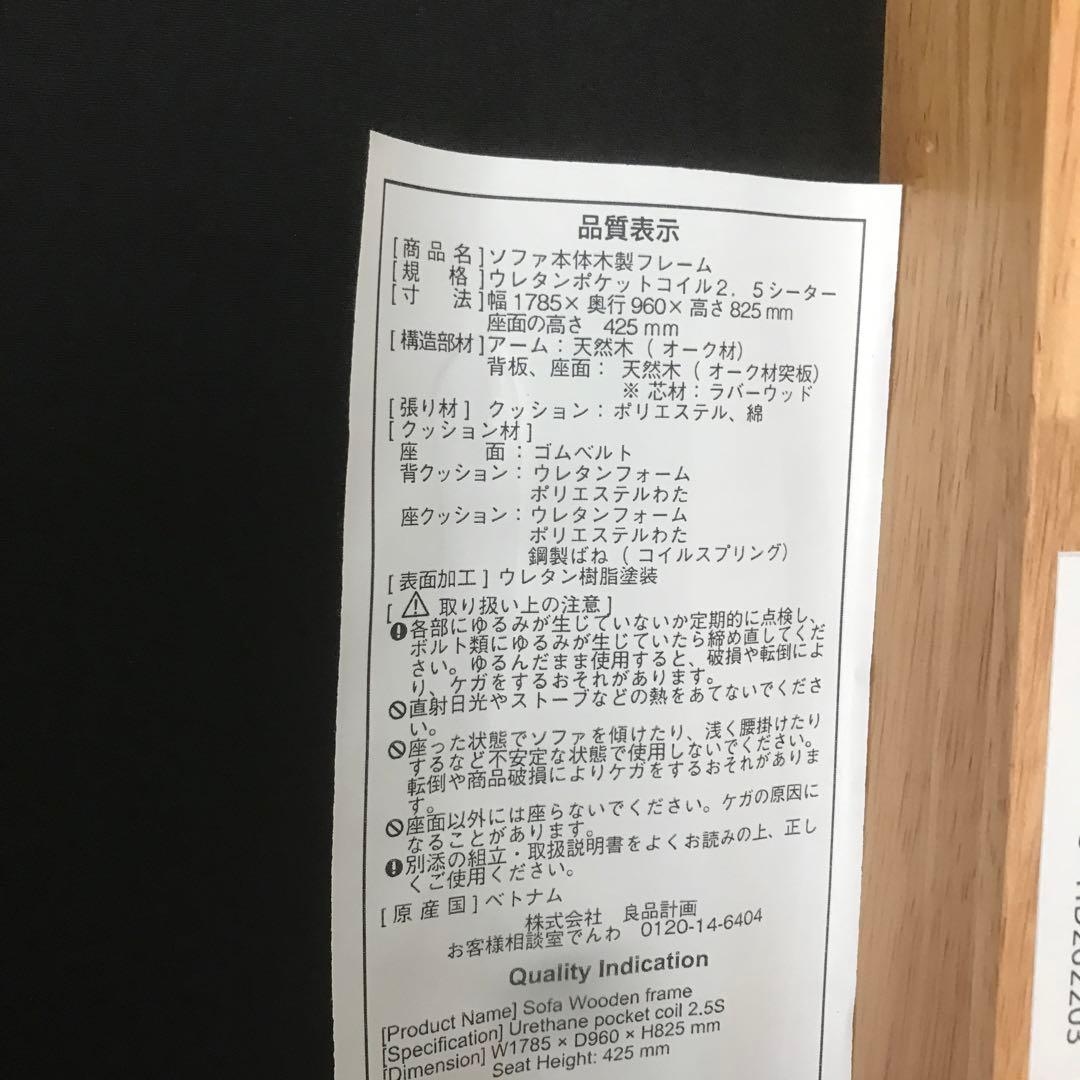 品質表示
[商品名]ソファ本体木製フレーム
[規格]ウレタンポケットコイル2．5シーター
[寸法]幅1785×奥行960×高さ825mm
座面の高さ 425mm
[構造部材]アーム：天然木（オーク材）
背板、座面：天然木（オーク材突板）
※芯材：ラバーウッド
[張り材] クッション：ポリエステル、綿
[クッション材]
座面：ゴムベルト
背クッション：ウレタンフォーム
ポリエステルわた
座クッション：ウレタンフォーム
ポリエステルわた
鋼製ばね（コイルスプリング）
[表面加工]ウレタン樹脂塗装
[⚠ 取り扱い上の注意]
各部にゆるみが生じていないか定期的に点検し、
ボルト類にゆるみが生じていたら締め直してくだ
さい。ゆるんだまま使用すると、破損や転倒によ
り、ケガをするおそれがあります。
直射日光やストーブなどの熱をあてないでくださ
い。
座った状態でソファを傾けたり、浅く腰掛けたり
するなど不安定な状態で使用しないでください。
転倒や商品破損によりケガをするおそれがありま
す。
座面以外には座らないでください。ケガの原因に
なることがあります。
別添の組立・取扱説明書をよくお読みの上、正し
くご使用ください。
[原産国]ベトナム
株式会社 良品計画
お客様相談室でんわ 0120-14-6404
Quality Indication
[Product Name] Sofa Wooden frame
[Specification] Urethane pocket coil 2.5S
[Dimension] W1785 × D960 × H825 mm
Seat Height: 425 mm